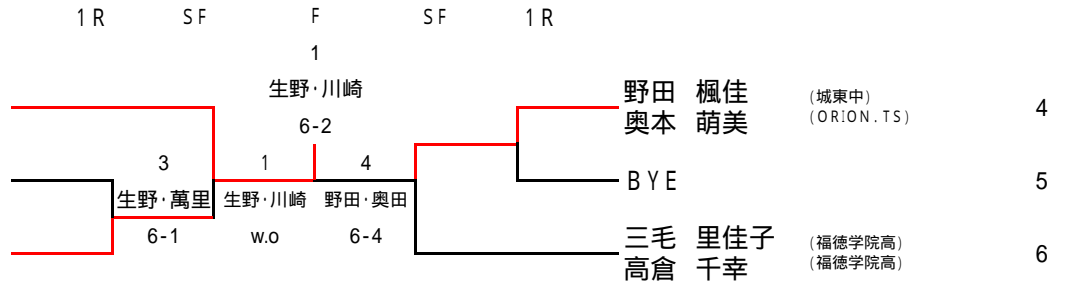 1R SF F SF 1R
1
生野·川崎
6-2
野田 楓佳 (城東中) 4
奥本 萌美 (ORION.TS)
3 1 4
BYE 5
生野·萬里 生野·川崎 野田·奥田
6-1 w.o 6-4
三毛 里佳子 (福徳学院高) 6
高倉 千幸 (福徳学院高)